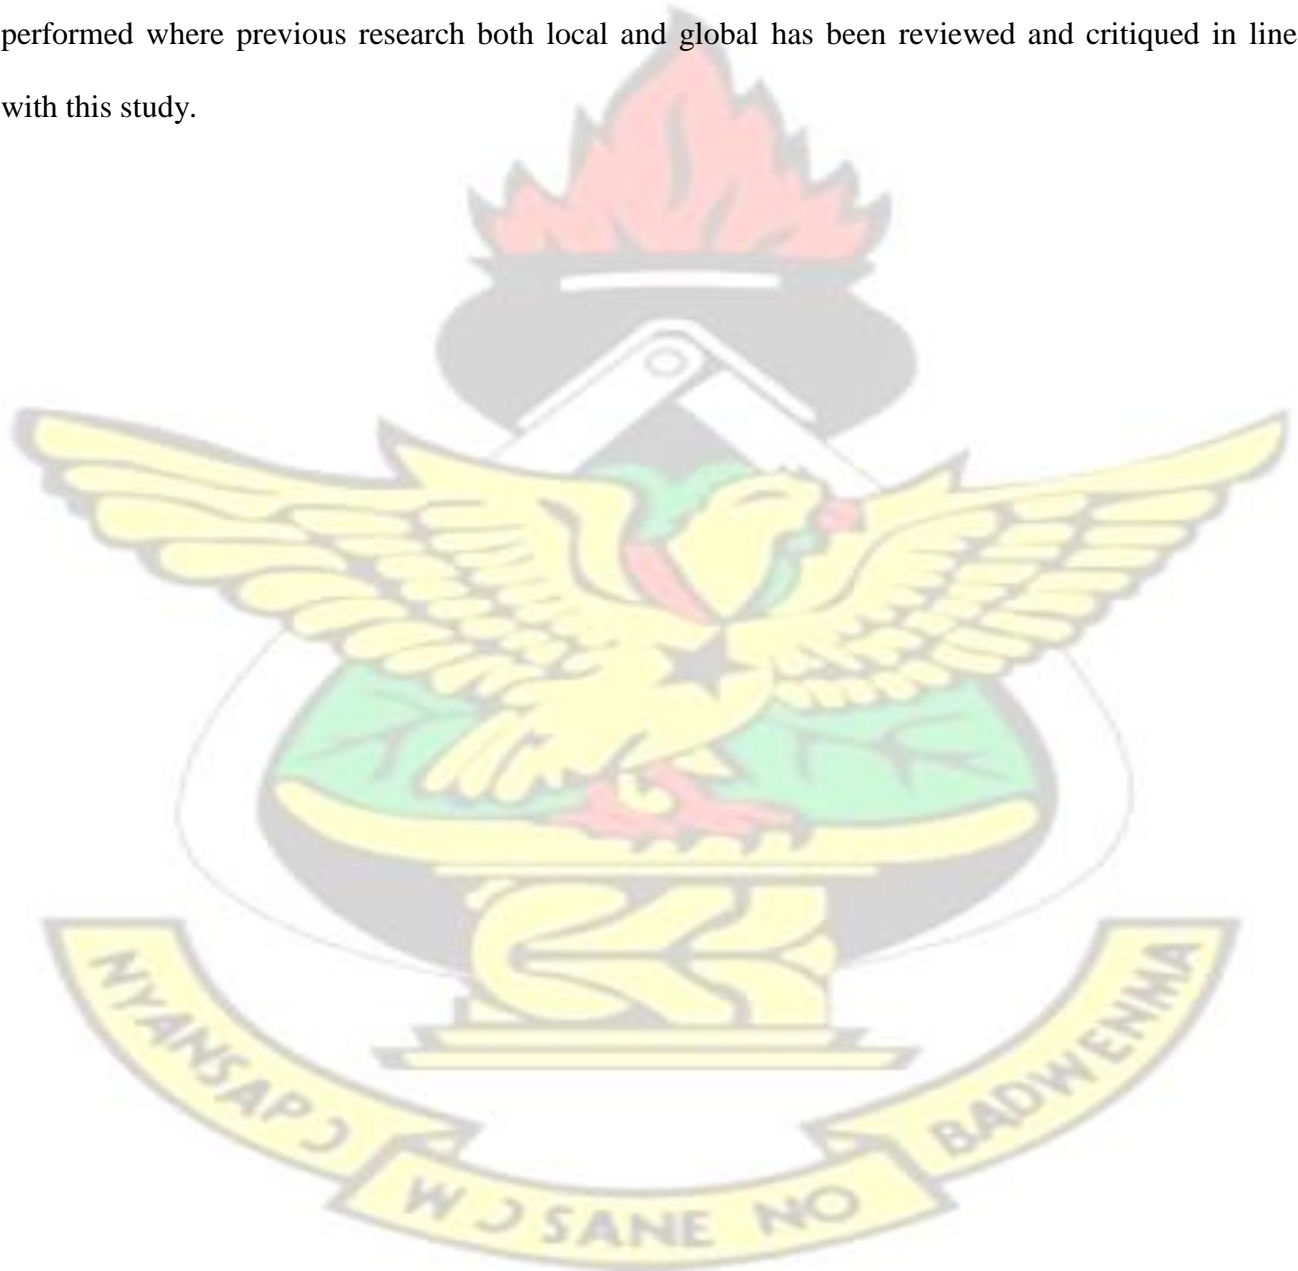 performed where previous research both local and global has been reviewed and critiqued in line
with this study.
NYANSAPƆ
WƆ SANE NO
BADWENMA